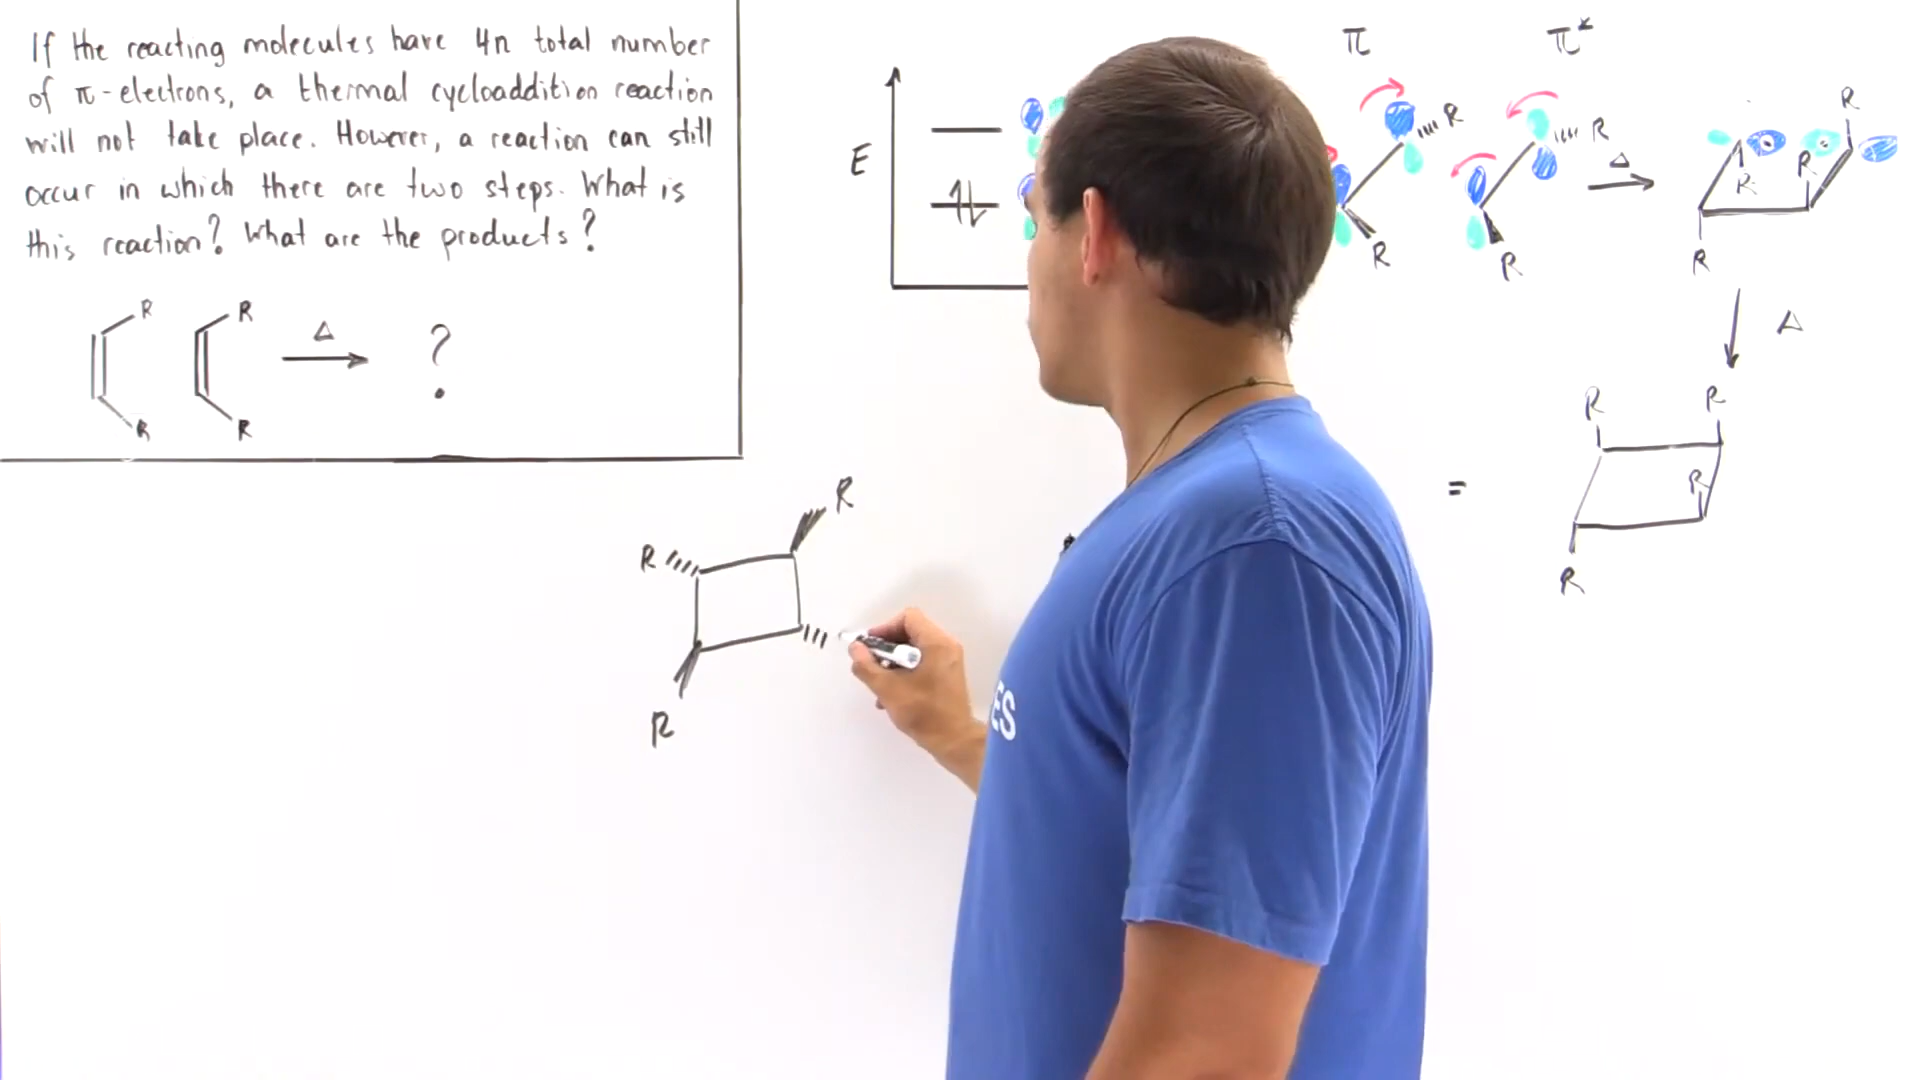 If the reacting molecules have 4n total number
of π-electrons, a thermal cycloaddition reaction
will not take place. However, a reaction can still
occur in which there are two steps. What is
this reaction? What are the products?
R R Δ ?
R R
E
π π*
R R Δ R R R
R R R
Δ
R R
= R
R
R
R
R
ES